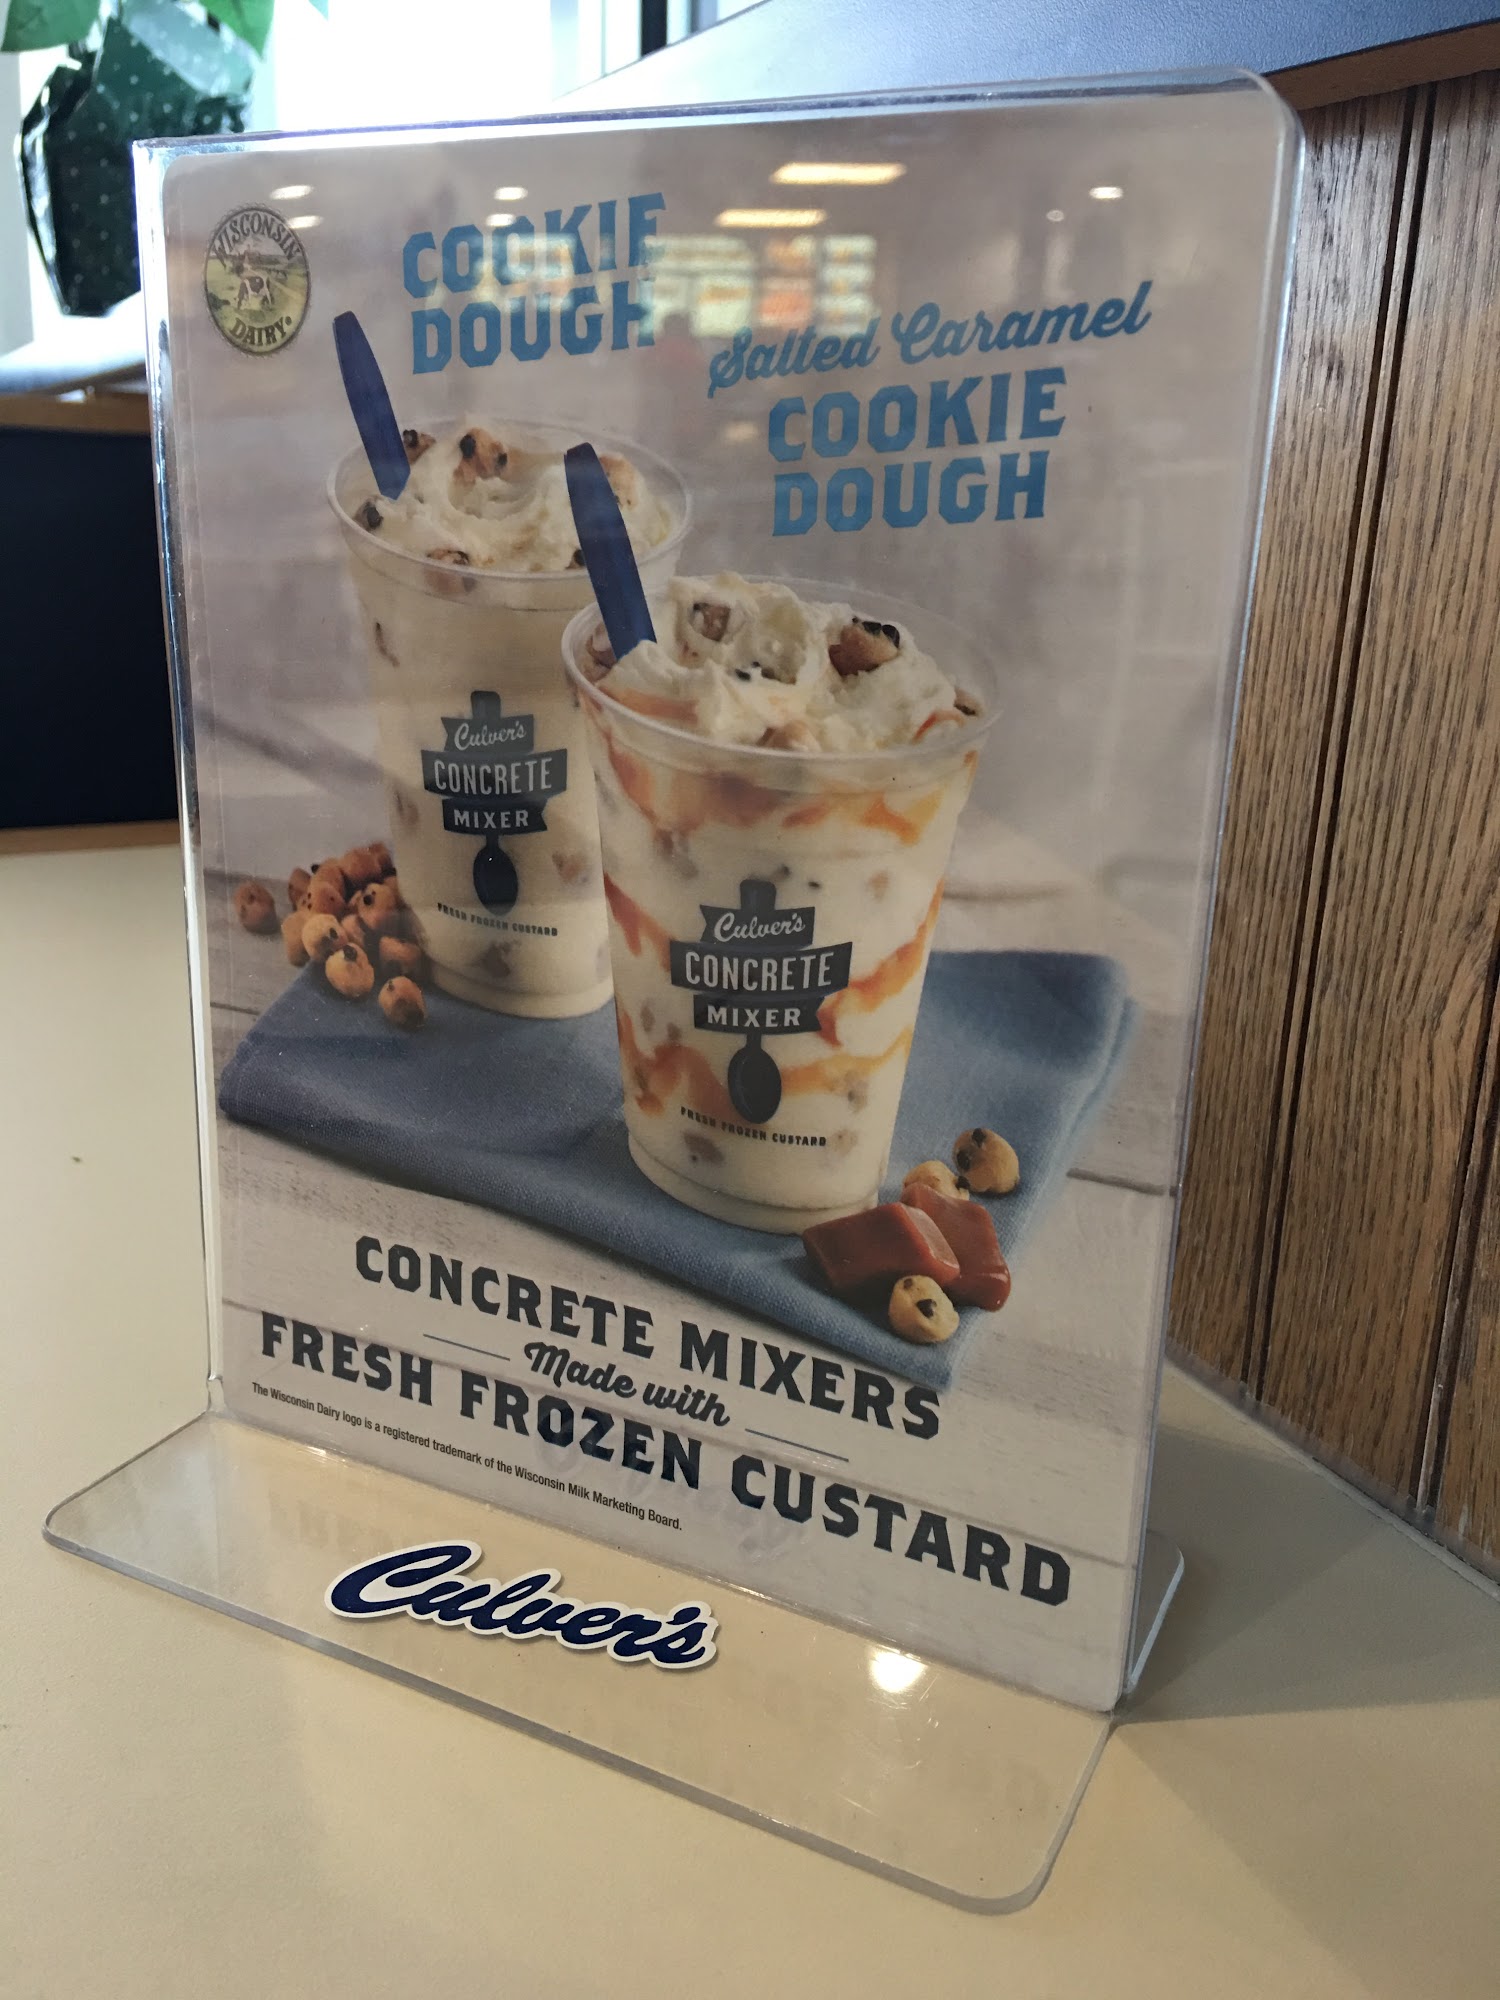 WISCONSIN
DAIRY
COOKIE
DOUGH
Salted Caramel
COOKIE
DOUGH
Culver's
CONCRETE
MIXER
FRESH FROZEN CUSTARD
Culver's
CONCRETE
MIXER
FRESH FROZEN CUSTARD
CONCRETE MIXERS
Made with
FRESH FROZEN CUSTARD
The Wisconsin Dairy logo is a registered trademark of the Wisconsin Milk Marketing Board.
Culver's